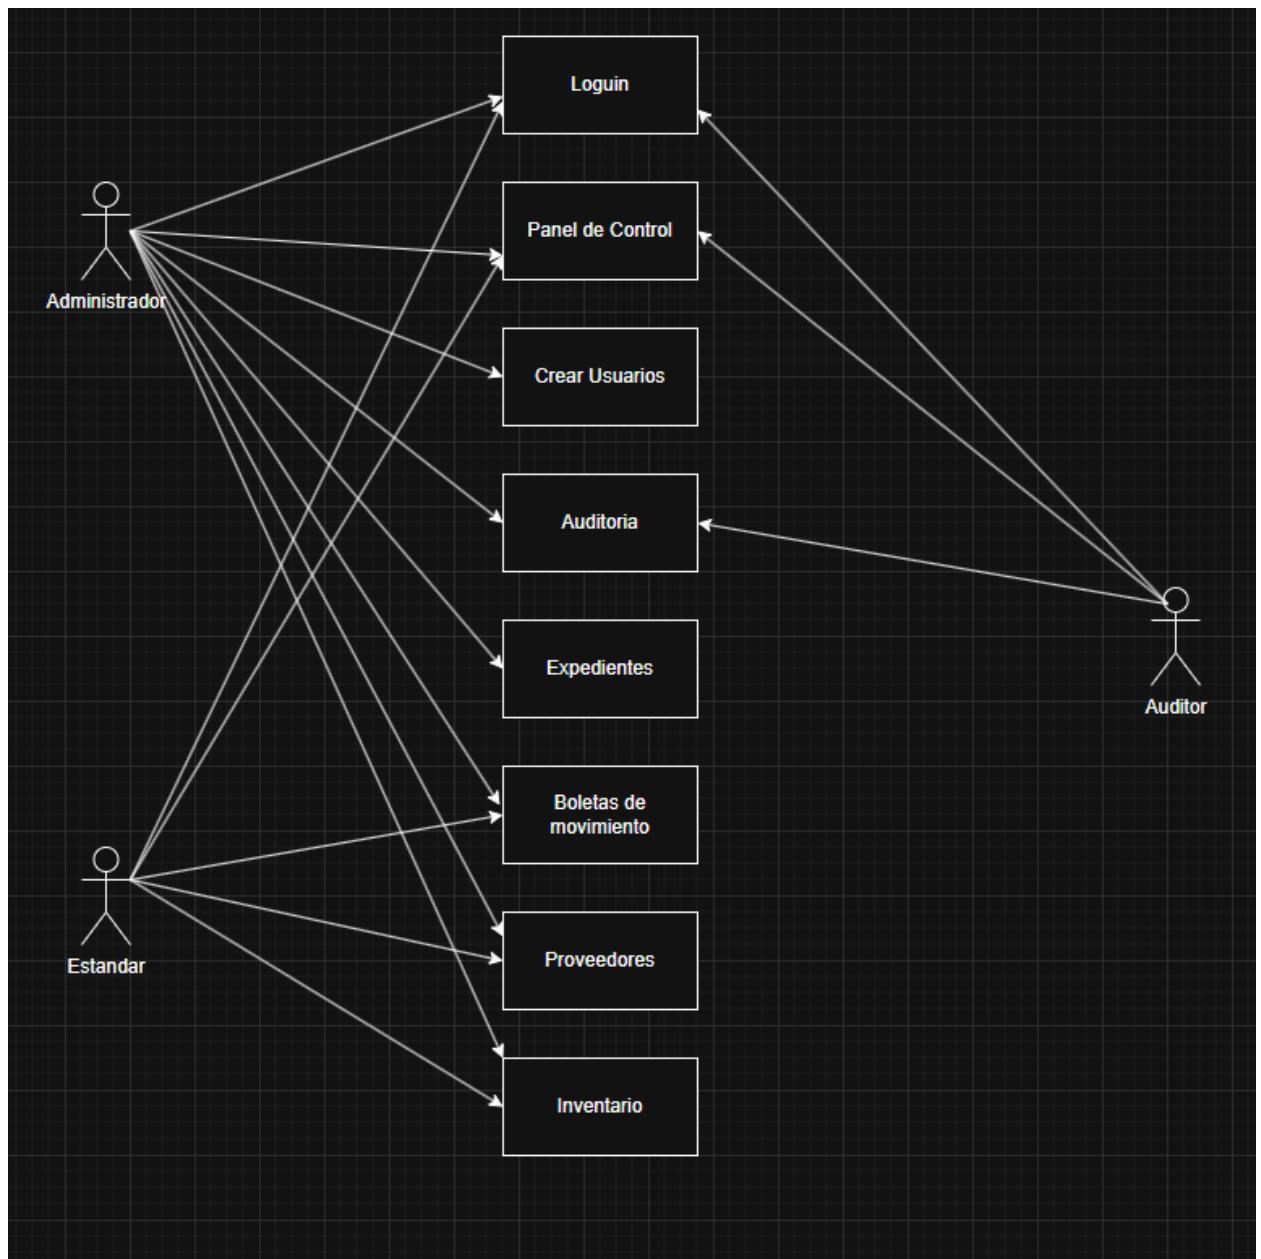 Loguin
Panel de Control
Administrador
Crear Usuarios
Auditoria
Expedientes
Auditor
Boletas de
movimiento
Estandar
Proveedores
Inventario